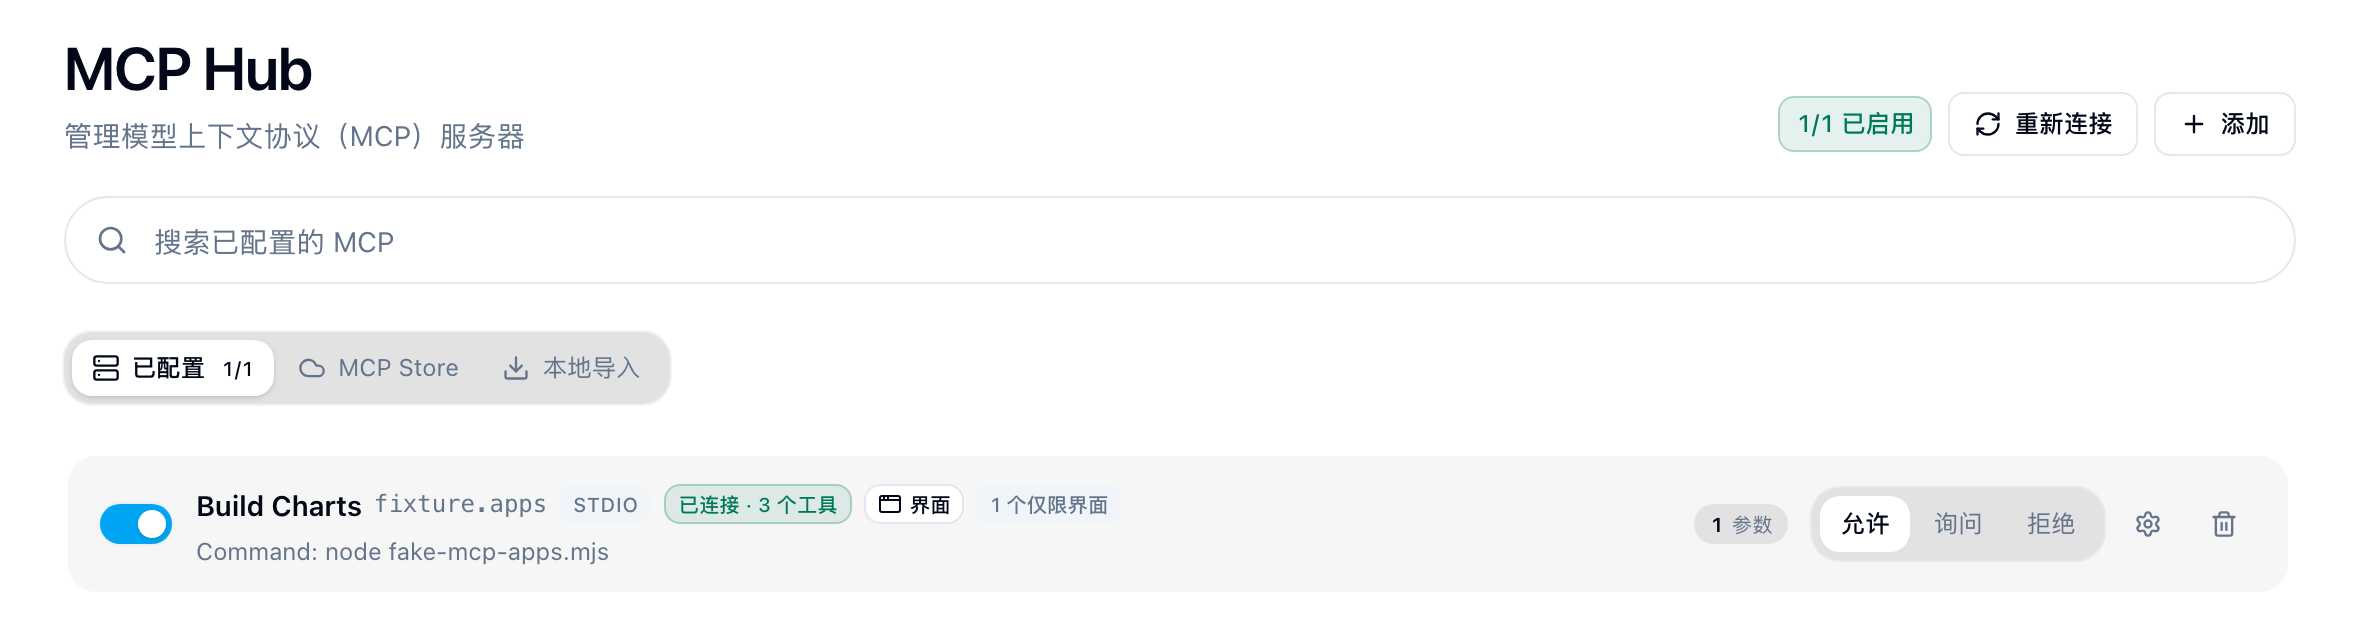 MCP Hub
管理模型上下文协议（MCP）服务器
1/1 已启用
重新连接
添加
搜索已配置的 MCP
已配置 1/1
MCP Store
本地导入
Build Charts fixture.apps STDIO 已连接 · 3 个工具 界面 1 个仅限界面
Command: node fake-mcp-apps.mjs
1 参数
允许 询问 拒绝